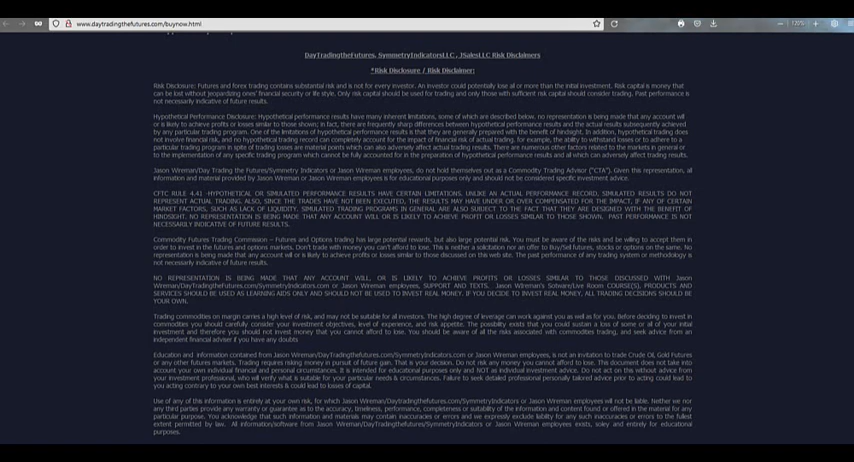 www.daytradingthefutures.com/buynow.html
120%
DayTradingtheFutures, SymmetryIndicatorsLLC, JSalesLLC Risk Disclaimers
*Risk Disclosure / Risk Disclaimer:
Risk Disclosure: Futures and forex trading contains substantial risk and is not for every investor. An investor could potentially lose all or more than the initial investment. Risk capital is money that
can be lost without jeopardizing ones' financial security or life style. Only risk capital should be used for trading and only those with sufficient risk capital should consider trading. Past performance is
not necessarily indicative of future results.
Hypothetical Performance Disclosure: Hypothetical performance results have many inherent limitations, some of which are described below. no representation is being made that any account will
or is likely to achieve profits or losses similar to those shown; in fact, there are frequently sharp differences between hypothetical performance results and the actual results subsequently achieved
by any particular trading program. One of the limitations of hypothetical performance results is that they are generally prepared with the benefit of hindsight. In addition, hypothetical trading does
not involve financial risk, and no hypothetical trading record can completely account for the impact of financial risk of actual trading. for example, the ability to withstand losses or to adhere to a
particular trading program in spite of trading losses are material points which can also adversely affect actual trading results. There are numerous other factors related to the markets in general or
to the implementation of any specific trading program which cannot be fully accounted for in the preparation of hypothetical performance results and all which can adversely affect trading results.
Jason Wireman/Day Trading the Futures/Symmetry Indicators or Jason Wireman employees, do not hold themselves out as a Commodity Trading Advisor ("CTA"). Given this representation, all
information and material provided by Jason Wireman or Jason Wireman employees is for educational purposes only and should not be considered specific investment advice.
CFTC RULE 4.41 -HYPOTHETICAL OR SIMULATED PERFORMANCE RESULTS HAVE CERTAIN LIMITATIONS. UNLIKE AN ACTUAL PERFORMANCE RECORD, SIMULATED RESULTS DO NOT
REPRESENT ACTUAL TRADING. ALSO, SINCE THE TRADES HAVE NOT BEEN EXECUTED, THE RESULTS MAY HAVE UNDER OR OVER COMPENSATED FOR THE IMPACT, IF ANY OF CERTAIN
MARKET FACTORS, SUCH AS LACK OF LIQUIDITY. SIMULATED TRADING PROGRAMS IN GENERAL ARE ALSO SUBJECT TO THE FACT THAT THEY ARE DESIGNED WITH THE BENEFIT OF
HINDSIGHT. NO REPRESENTATION IS BEING MADE THAT ANY ACCOUNT WILL OR IS LIKELY TO ACHIEVE PROFIT OR LOSSES SIMILAR TO THOSE SHOWN. PAST PERFORMANCE IS NOT
NECESSARILY INDICATIVE OF FUTURE RESULTS.
Commodity Futures Trading Commission – Futures and Options trading has large potential rewards, but also large potential risk. You must be aware of the risks and be willing to accept them in
order to invest in the futures and options markets. Don't trade with money you can't afford to lose. This is neither a solicitation nor an offer to Buy/Sell futures, stocks or options on the same. No
representation is being made that any account will or is likely to achieve profits or losses similar to those discussed on this web site. The past performance of any trading system or methodology is
not necessarily indicative of future results.
NO REPRESENTATION IS BEING MADE THAT ANY ACCOUNT WILL, OR IS LIKELY TO ACHIEVE PROFITS OR LOSSES SIMILAR TO THOSE DISCUSSED WITH Jason
Wireman/DayTradingtheFutures.com/SymmetryIndicators.com or Jason Wireman employees, SUPPORT AND TEXTS. Jason Wireman's Sotware/Live Room COURSE(S). PRODUCTS AND
SERVICES SHOULD BE USED AS LEARNING AIDS ONLY AND SHOULD NOT BE USED TO INVEST REAL MONEY. IF YOU DECIDE TO INVEST REAL MONEY, ALL TRADING DECISIONS SHOULD BE
YOUR OWN.
Trading commodities on margin carries a high level of risk, and may not be suitable for all investors. The high degree of leverage can work against you as well as for you. Before deciding to invest in
commodities you should carefully consider your investment objectives, level of experience, and risk appetite. The possibility exists that you could sustain a loss of some or all of your initial
investment and therefore you should not invest money that you cannot afford to lose. You should be aware of all the risks associated with commodities trading, and seek advice from an
independent financial adviser if you have any doubts
Education and information contained from Jason Wireman/DayTradingtheFutures.com/SymmetryIndicators.com or Jason Wireman employees, is not an invitation to trade Crude Oil, Gold Futures
or any other futures markets. Trading requires risking money in pursuit of future gain. That is your decision. Do not risk any money you cannot afford to lose. This document does not take into
account your own individual financial and personal circumstances. It is intended for educational purposes only and NOT as individual investment advice. Do not act on this without advice from
your investment professional, who will verify what is suitable for your particular needs & circumstances. Failure to seek detailed professional personally tailored advice prior to acting could lead to
you acting contrary to your own best interests & could lead to losses of capital.
Use of any of this information is entirely at your own risk, for which Jason Wireman/Daytradingthefutures.com/SymmetryIndicators or Jason Wireman employees will not be liable. Neither we nor
any third parties provide any warranty or guarantee as to the accuracy, timeliness, performance, completeness or suitability of the information and content found or offered in the material for any
particular purpose. You acknowledge that such information and materials may contain inaccuracies or errors and we expressly exclude liability for any such inaccuracies or errors to the fullest
extent permitted by law. All information/software from Jason Wireman/DayTradingtheFutures/SymmetryIndicators or Jason Wireman employees exists, soley and entirely for educational
purposes.